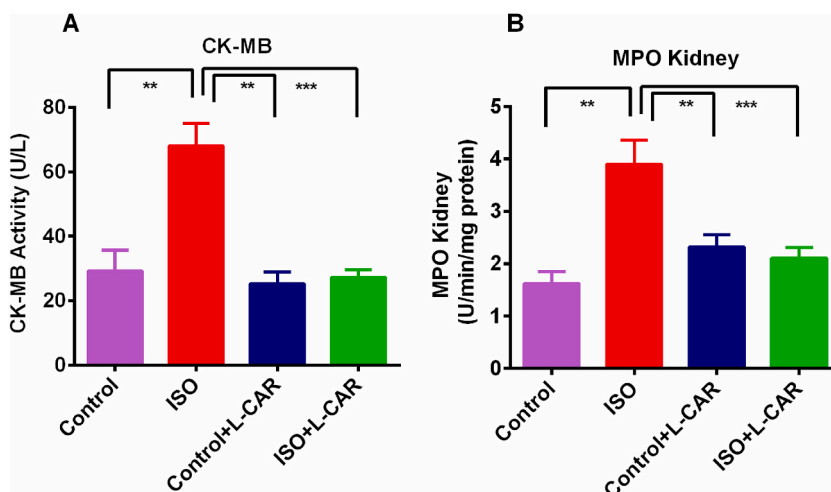 A
CK-MB
** ** ***
CK-MB Activity (U/L)
80
60
40
20
0
Control
ISO
Control+L-CAR
ISO+L-CAR
B
MPO Kidney
** ** ***
MPO Kidney
(U/min/mg protein)
5
4
3
2
1
0
Control
ISO
Control+L-CAR
ISO+L-CAR